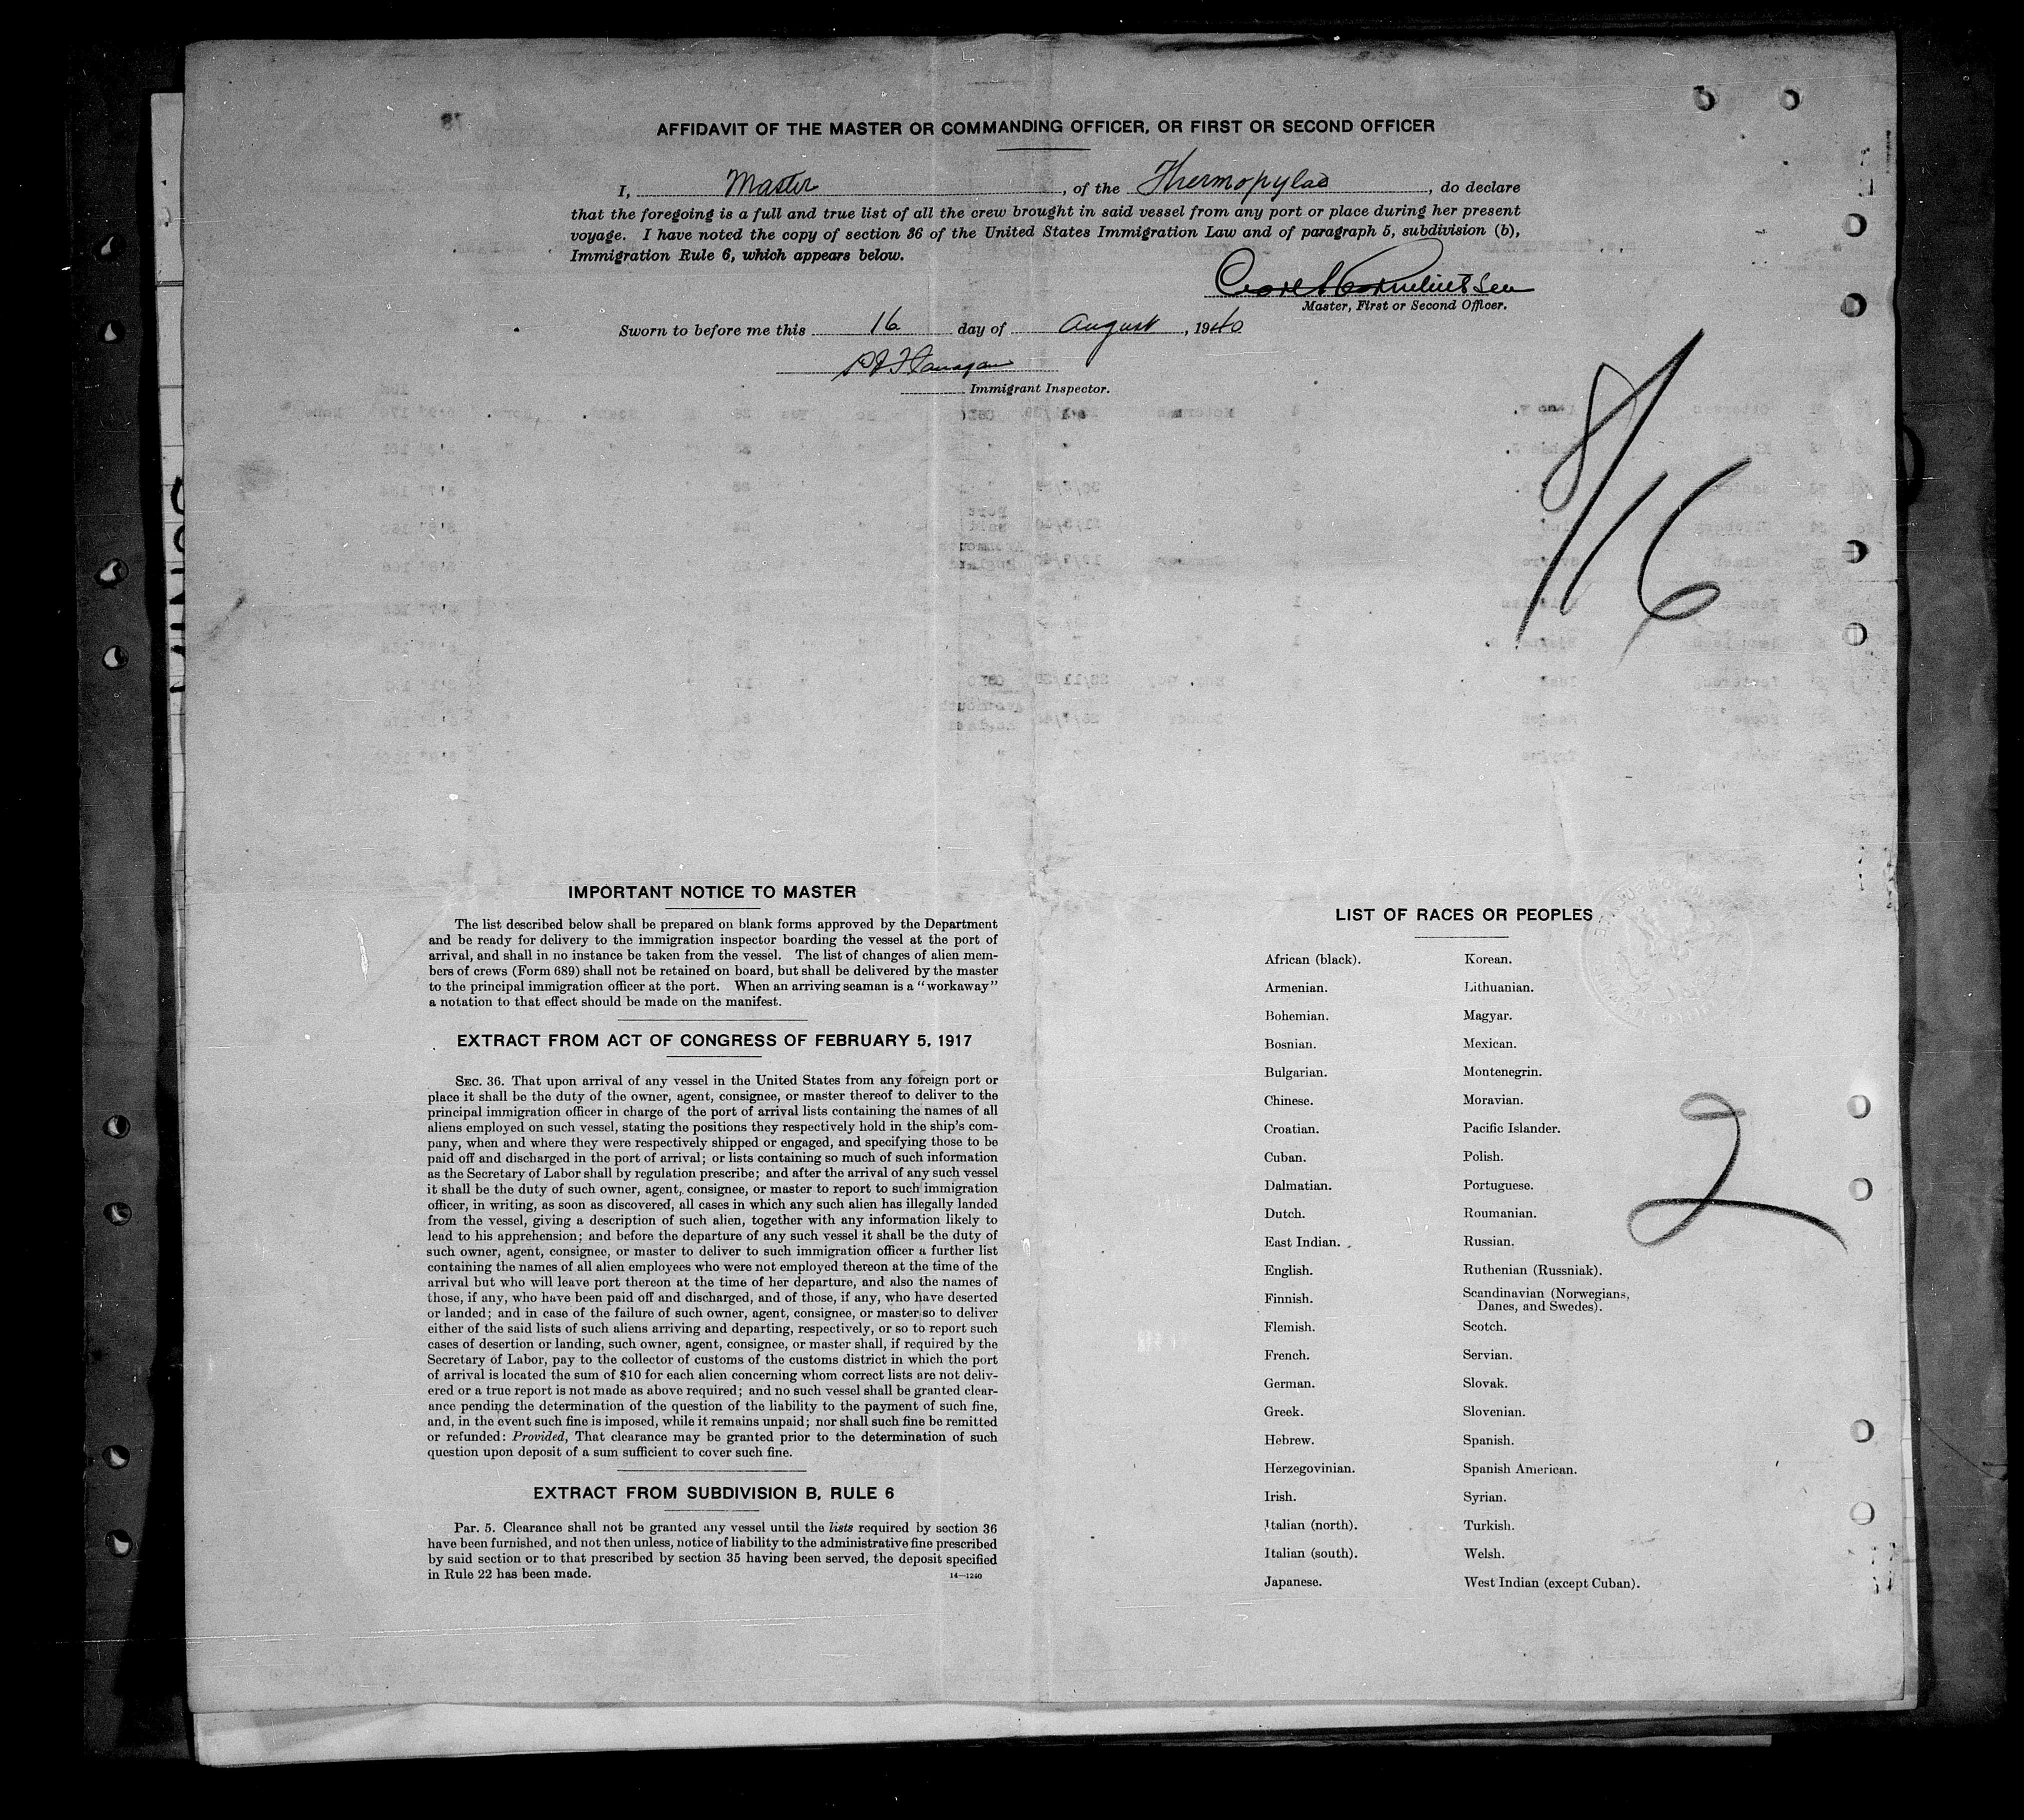 AFFIDAVIT OF THE MASTER OR COMMANDING OFFICER, OR FIRST OR SECOND OFFICER
I, Master, of the Thermopylae, do declare
that the foregoing is a full and true list of all the crew brought in said vessel from any port or place during her present
voyage. I have noted the copy of section 36 of the United States Immigration Law and of paragraph 5, subdivision (b),
Immigration Rule 6, which appears below.
Master, First or Second Officer.
Sworn to before me this 16 day of August, 1940
Flanagan
Immigrant Inspector.
8/16
IMPORTANT NOTICE TO MASTER
The list described below shall be prepared on blank forms approved by the Department
and be ready for delivery to the immigration inspector boarding the vessel at the port of
arrival, and shall in no instance be taken from the vessel. The list of changes of alien mem-
bers of crews (Form 689) shall not be retained on board, but shall be delivered by the master
to the principal immigration officer at the port. When an arriving seaman is a "workaway"
a notation to that effect should be made on the manifest.
EXTRACT FROM ACT OF CONGRESS OF FEBRUARY 5, 1917
SEC. 36. That upon arrival of any vessel in the United States from any foreign port or
place it shall be the duty of the owner, agent, consignee, or master thereof to deliver to the
principal immigration officer in charge of the port of arrival lists containing the names of all
aliens employed on such vessel, stating the positions they respectively hold in the ship's com-
pany, when and where they were respectively shipped or engaged, and specifying those to be
paid off and discharged in the port of arrival; or lists containing so much of such information
as the Secretary of Labor shall by regulation prescribe; and after the arrival of any such vessel
it shall be the duty of such owner, agent, consignee, or master to report to such immigration
officer, in writing, as soon as discovered, all cases in which any such alien has illegally landed
from the vessel, giving a description of such alien, together with any information likely to
lead to his apprehension; and before the departure of any such vessel it shall be the duty of
such owner, agent, consignee, or master to deliver to such immigration officer a further list
containing the names of all alien employees who were not employed thereon at the time of the
arrival but who will leave port thereon at the time of her departure, and also the names of
those, if any, who have been paid off and discharged, and of those, if any, who have deserted
or landed; and in case of the failure of such owner, agent, consignee, or master so to deliver
either of the said lists of such aliens arriving and departing, respectively, or so to report such
cases of desertion or landing, such owner, agent, consignee, or master shall, if required by the
Secretary of Labor, pay to the collector of customs of the customs district in which the port
of arrival is located the sum of $10 for each alien concerning whom correct lists are not deliv-
ered or a true report is not made as above required; and no such vessel shall be granted clear-
ance pending the determination of the question of the liability to the payment of such fine,
and, in the event such fine is imposed, while it remains unpaid; nor shall such fine be remitted
or refunded: Provided, That clearance may be granted prior to the determination of such
question upon deposit of a sum sufficient to cover such fine.
EXTRACT FROM SUBDIVISION B, RULE 6
PAR. 5. Clearance shall not be granted any vessel until the lists required by section 36
have been furnished, and not then unless, notice of liability to the administrative fine prescribed
by said section or to that prescribed by section 35 having been served, the deposit specified
in Rule 22 has been made.
14—1240
LIST OF RACES OR PEOPLES
African (black).
Armenian.
Bohemian.
Bosnian.
Bulgarian.
Chinese.
Croatian.
Cuban.
Dalmatian.
Dutch.
East Indian.
English.
Finnish.
Flemish.
French.
German.
Greek.
Hebrew.
Herzegovinian.
Irish.
Italian (north).
Italian (south).
Japanese.
Korean.
Lithuanian.
Magyar.
Mexican.
Montenegrin.
Moravian.
Pacific Islander.
Polish.
Portuguese.
Roumanian.
Russian.
Ruthenian (Russniak).
Scandinavian (Norwegians,
Danes, and Swedes).
Scotch.
Servian.
Slovak.
Slovenian.
Spanish.
Spanish American.
Syrian.
Turkish.
Welsh.
West Indian (except Cuban).
2